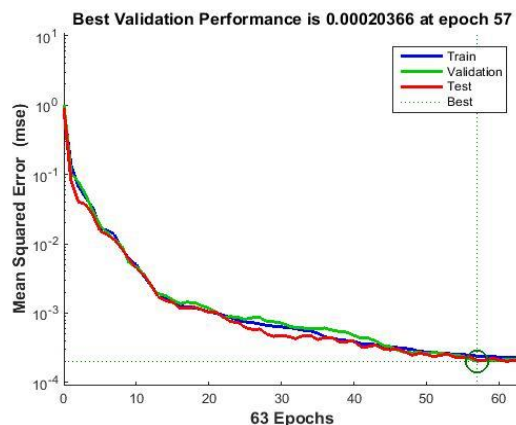 Best Validation Performance is 0.00020366 at epoch 57
Mean Squared Error (mse)
10^1
10^0
10^-1
10^-2
10^-3
10^-4
Train
Validation
Test
Best
0 10 20 30 40 50 60
63 Epochs